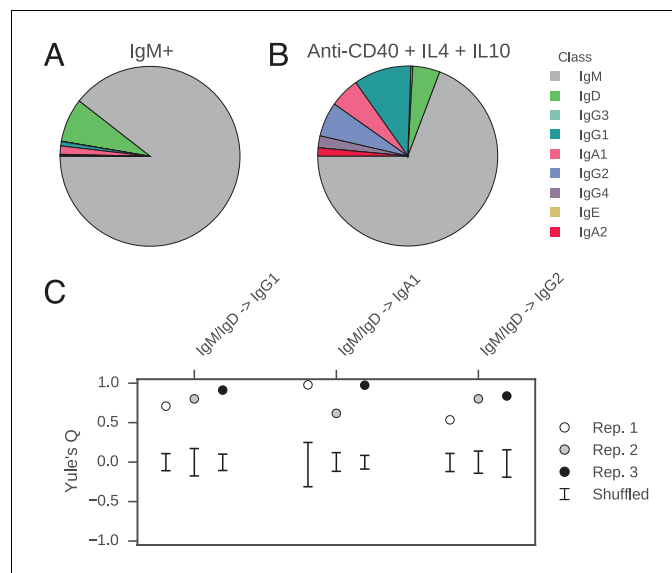 A
IgM+
B
Anti-CD40 + IL4 + IL10
Class
IgM
IgD
IgG3
IgG1
IgA1
IgG2
IgG4
IgE
IgA2
C
IgM/IgD -> IgG1
IgM/IgD -> IgA1
IgM/IgD -> IgG2
Yule's Q
1.0
0.5
0.0
−0.5
−1.0
Rep. 1
Rep. 2
Rep. 3
Shuffled